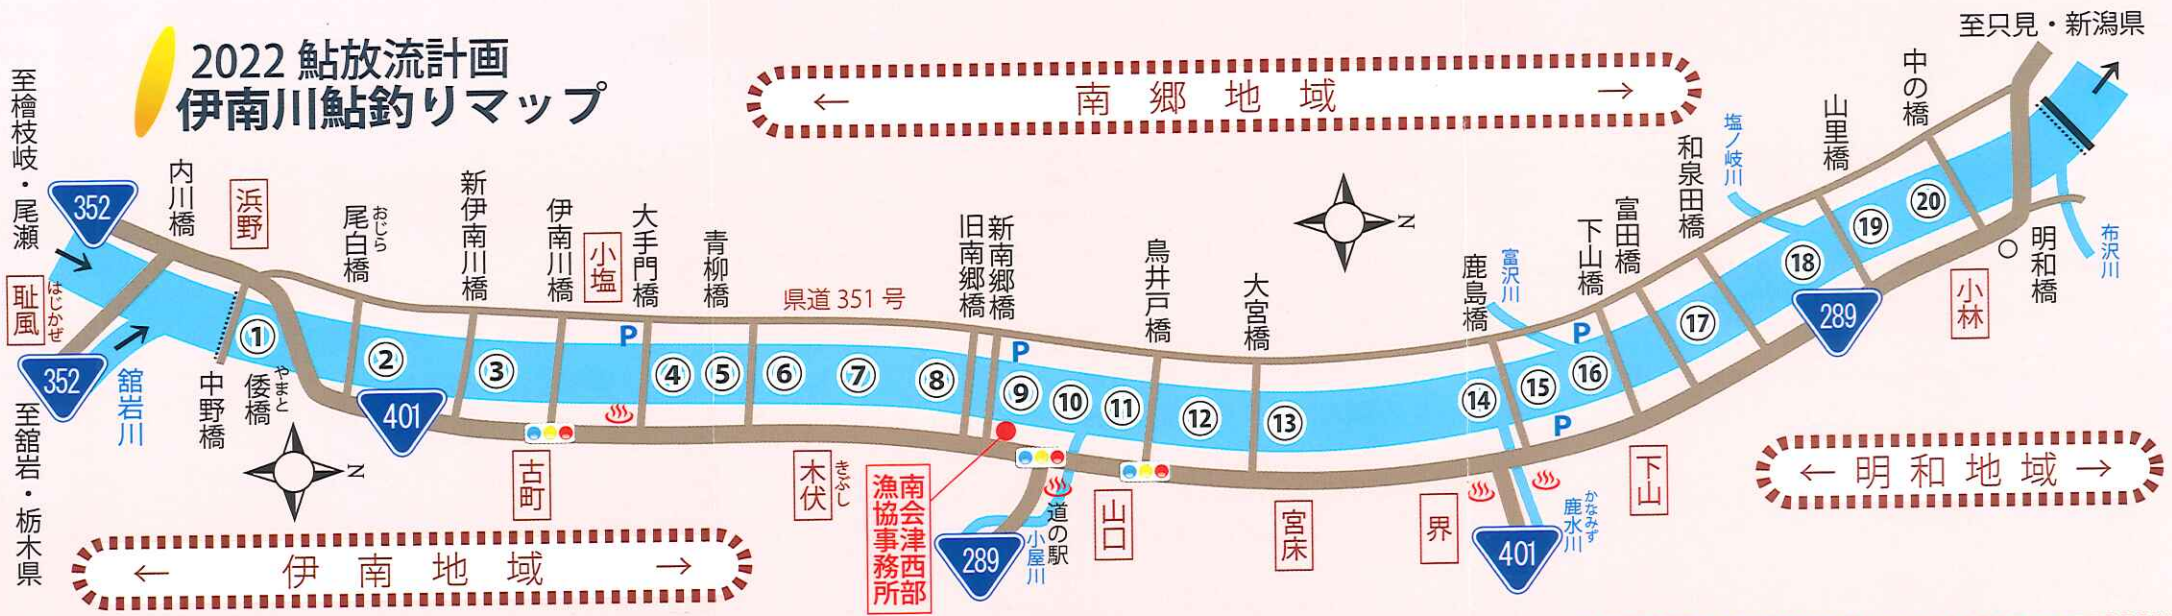 2022 鮎放流計画
伊南川鮎釣りマップ
至檜枝岐・尾瀬
352
耻風
はじかぜ
352
至舘岩・栃木県
舘岩川
内川橋
浜野
中野橋
倭橋
やまと
尾白橋
おじら
新伊南川橋
伊南川橋
小塩
大手門橋
青柳橋
県道 351 号
旧南郷橋
新南郷橋
鳥井戸橋
大宮橋
鹿島橋
富沢川
下山橋
富田橋
和泉田橋
塩ノ岐川
山里橋
中の橋
至只見・新潟県
布沢川
明和橋
小林
289
① ② ③ ④ ⑤ ⑥ ⑦ ⑧ ⑨ ⑩ ⑪ ⑫ ⑬ ⑭ ⑮ ⑯ ⑰ ⑱ ⑲ ⑳
P
P
P
P
N
N
401
古町
木伏
きぶし
南会津西部
漁協事務所
289
小屋川
道の駅
山口
宮床
界
401
鹿水川
かなみず
下山
← 南郷地域 →
← 伊南地域 →
← 明和地域 →